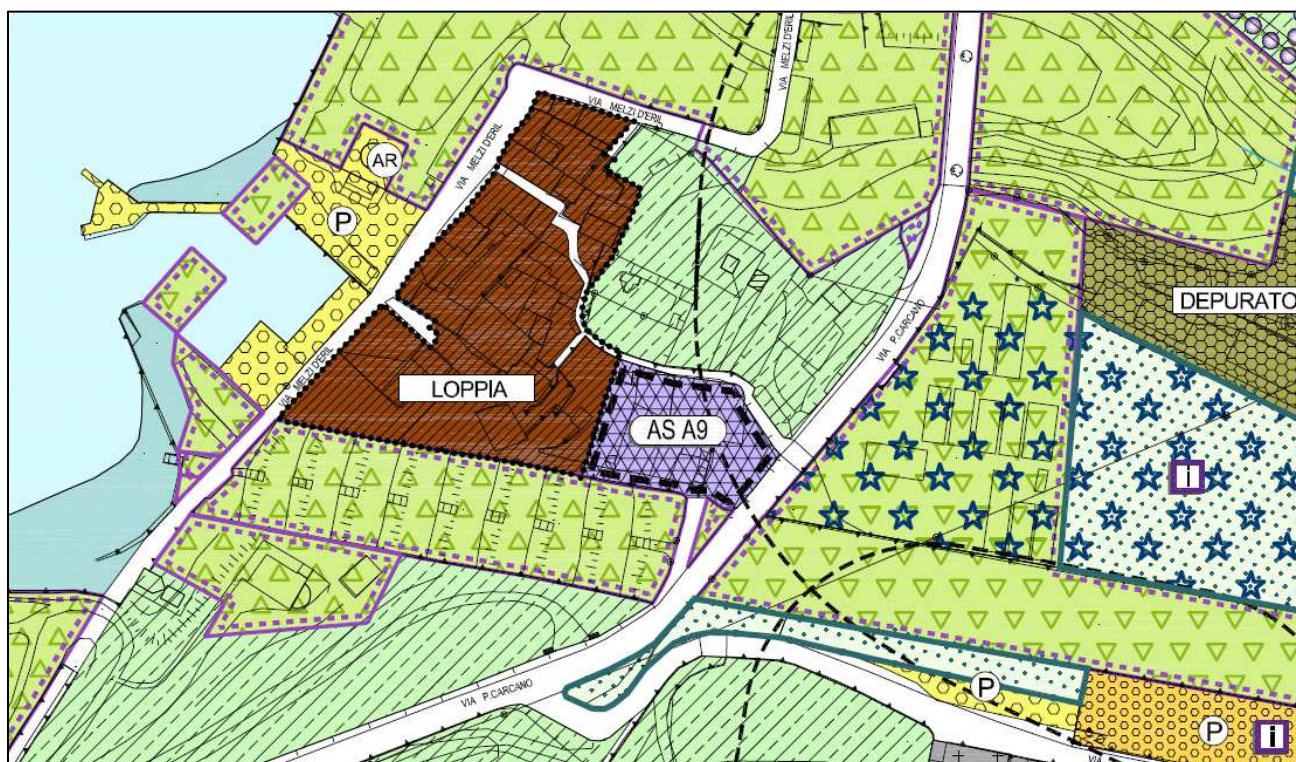 VIA MELZI D'ERIL
VIA MELZI D'ERIL
VIA MELZI D'ERIL
AR
P
VIA P.CARCANO
DEPURATO
LOPPIA
AS A9
VIA MELZI D'ERIL
i
P
VIA P.CARCANO
P
i
VIA